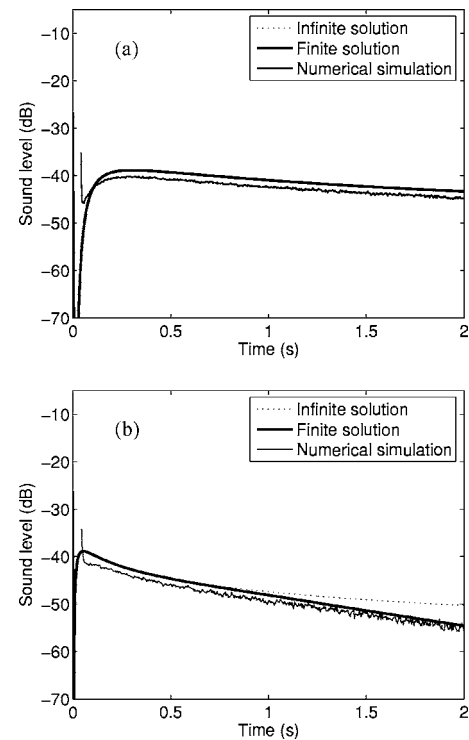 (a)
Infinite solution
Finite solution
Numerical simulation
Sound level (dB)
−10
−20
−30
−40
−50
−60
−70
0
0.5
1
1.5
2
Time (s)
(b)
Infinite solution
Finite solution
Numerical simulation
Sound level (dB)
−10
−20
−30
−40
−50
−60
−70
0
0.5
1
1.5
2
Time (s)